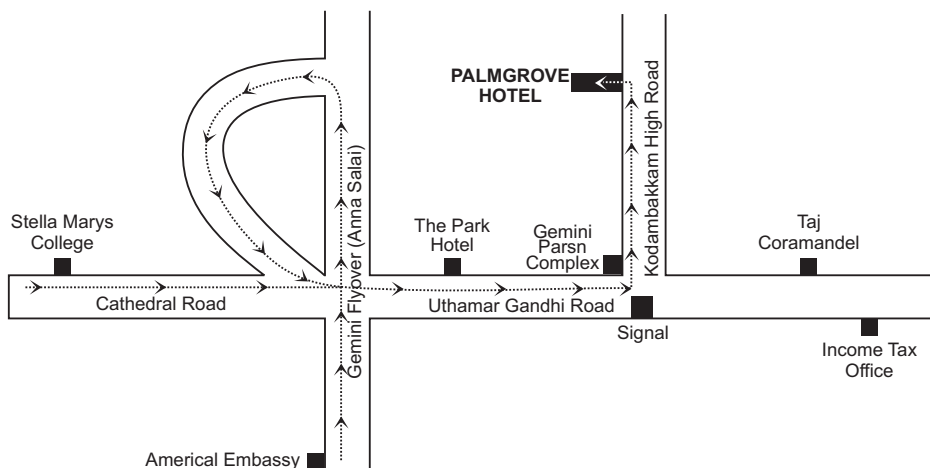 PALMGROVE
HOTEL
Kodambakkam High Road
Gemini Flyover (Anna Salai)
Stella Marys
College
The Park
Hotel
Gemini
Parsn
Complex
Taj
Coramandel
Cathedral Road
Uthamar Gandhi Road
Signal
Income Tax
Office
Americal Embassy